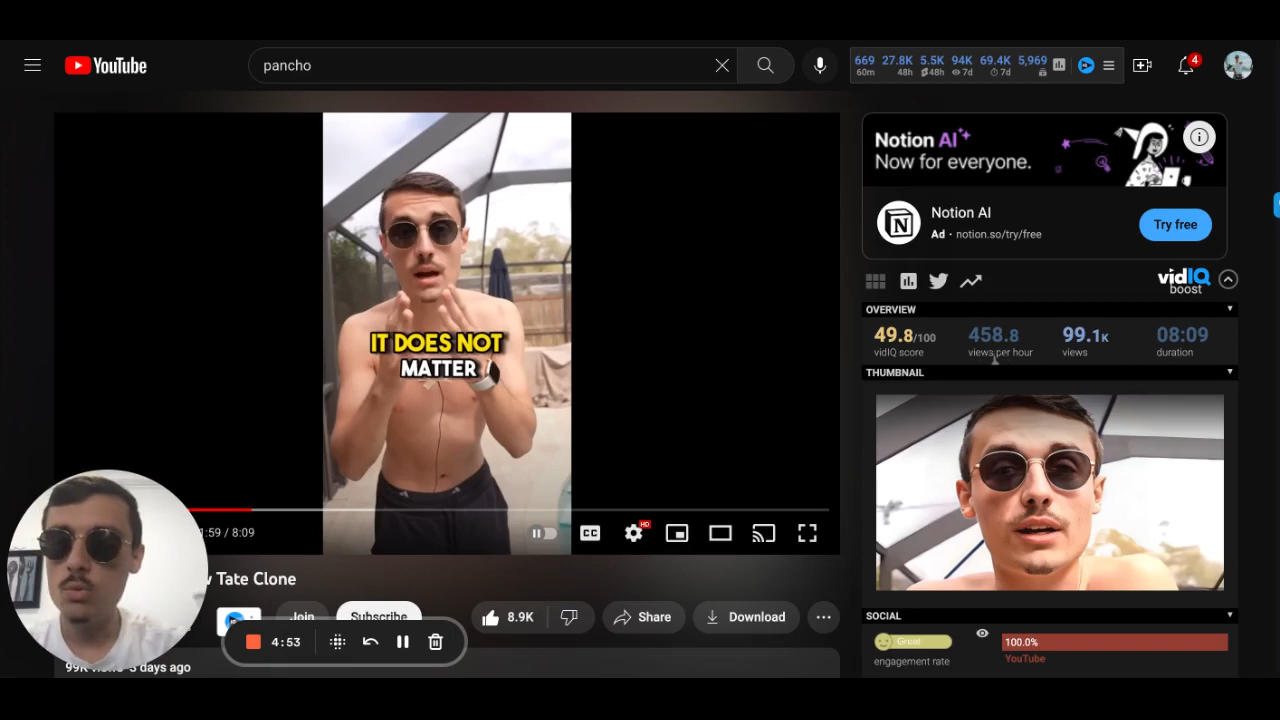 YouTube
pancho
669 27.8K 5.5K 94K 69.4K 5,969
60m 48h 48h 7d 7d
4
Notion AI
Now for everyone.
Notion AI
Ad · notion.so/try/free
Try free
IT DOES NOT
MATTER
vidIQ
boost
OVERVIEW
49.8/100 458.8 99.1K 08:09
vidIQ score views per hour views duration
THUMBNAIL
1:59 / 8:09
CC
HD
Tate Clone
Join
Subscribe
8.9K
Share
Download
4:53
days ago
SOCIAL
Great
engagement rate
100.0%
YouTube